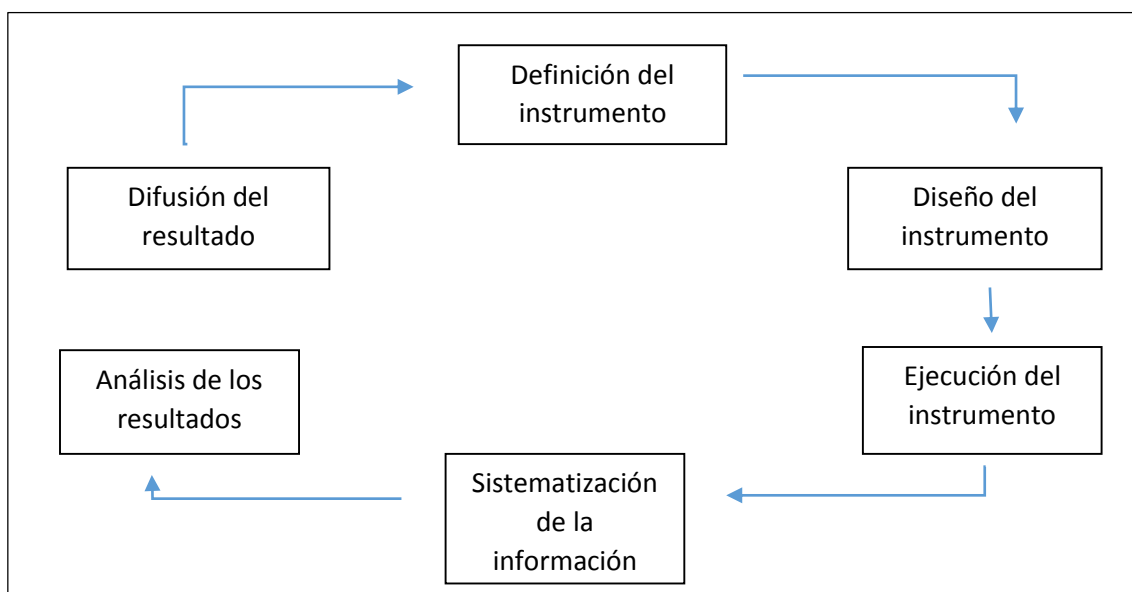 Definición del
instrumento
Difusión del
resultado
Diseño del
instrumento
Análisis de los
resultados
Ejecución del
instrumento
Sistematización
de la
información